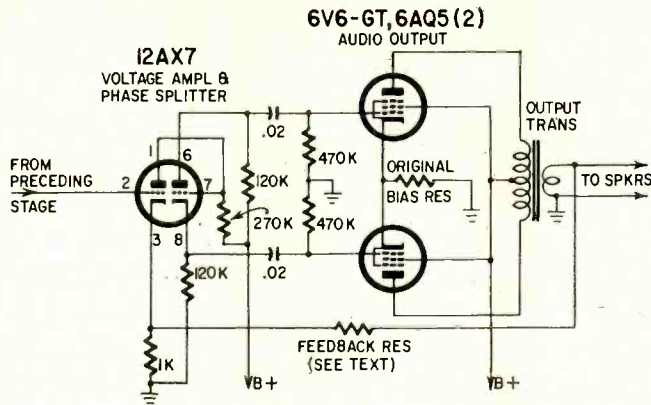 6V6-GT, 6AQ5 (2)
AUDIO OUTPUT
12AX7
VOLTAGE AMPL &
PHASE SPLITTER
OUTPUT
TRANS
1
6
.02
FROM
PRECEDING
STAGE
2
7
120K
470K
ORIGINAL
BIAS RES
TO SPKRS
270K
470K
3
8
.02
120K
FEEDBACK RES
(SEE TEXT)
1K
B+
B+